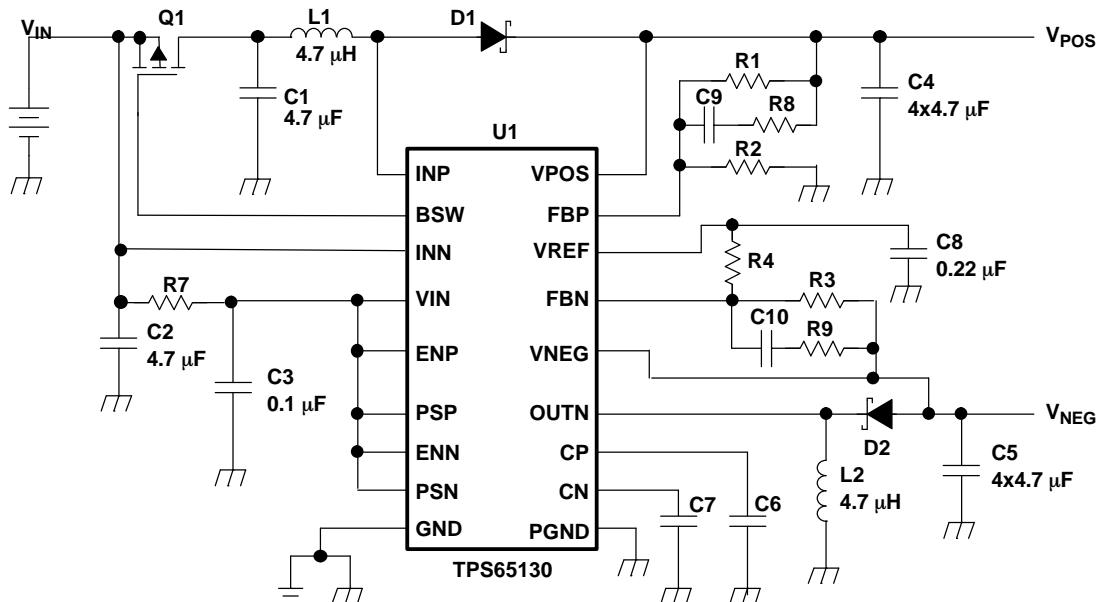 Q1
L1
D1
VIN
4.7 μH
VPOS
R1
C1
4.7 μF
C9
R8
C4
4x4.7 μF
U1
R2
INP
VPOS
BSW
FBP
INN
VREF
C8
0.22 μF
R4
R7
VIN
FBN
R3
C2
4.7 μF
C10
R9
ENP
VNEG
C3
0.1 μF
PSP
OUTN
VNEG
D2
ENN
CP
C5
4x4.7 μF
L2
4.7 μH
PSN
CN
C7
C6
GND
PGND
TPS65130